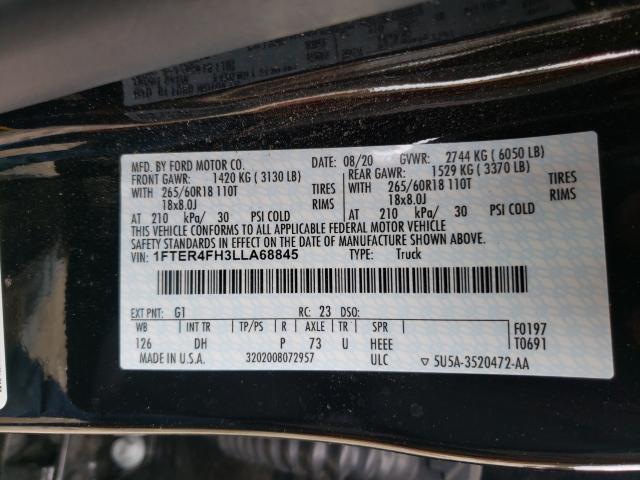 MFD. BY FORD MOTOR CO. DATE: 08/20 GVWR: 2744 KG ( 6050 LB)
FRONT GAWR: 1420 KG ( 3130 LB) REAR GAWR: 1529 KG ( 3370 LB)
WITH 265/60R18 110T TIRES WITH 265/60R18 110T TIRES
18x8.0J RIMS 18x8.0J RIMS
AT 210 kPa/ 30 PSI COLD AT 210 kPa/ 30 PSI COLD
THIS VEHICLE CONFORMS TO ALL APPLICABLE FEDERAL MOTOR VEHICLE
SAFETY STANDARDS IN EFFECT ON THE DATE OF MANUFACTURE SHOWN ABOVE.
VIN: 1FTER4FH3LLA68845 TYPE: Truck
EXT PNT: G1 RC: 23 DSO:
WB INT TR TP/PS R AXLE TR SPR F0197
126 DH P 73 U HEEE T0691
MADE IN U.S.A. 3202008072957 ULC ▽ 5U5A-3520472-AA